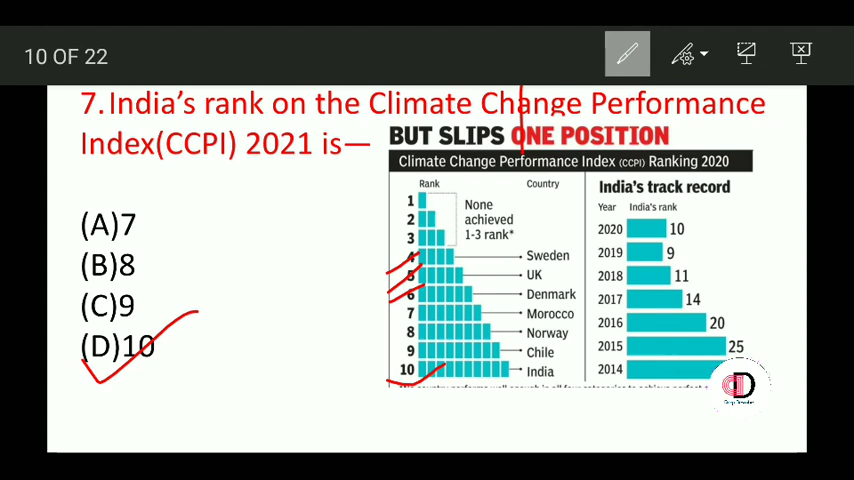 10 OF 22
7.India's rank on the Climate Change Performance
Index(CCPI) 2021 is—
(A)7
(B)8
(C)9
(D)10
BUT SLIPS ONE POSITION
Climate Change Performance Index (CCPI) Ranking 2020
Rank Country
1
2
3
None
achieved
1-3 rank*
4 Sweden
5 UK
6 Denmark
7 Morocco
8 Norway
9 Chile
10 India
India's track record
Year India's rank
2020 10
2019 9
2018 11
2017 14
2016 20
2015 25
2014
D